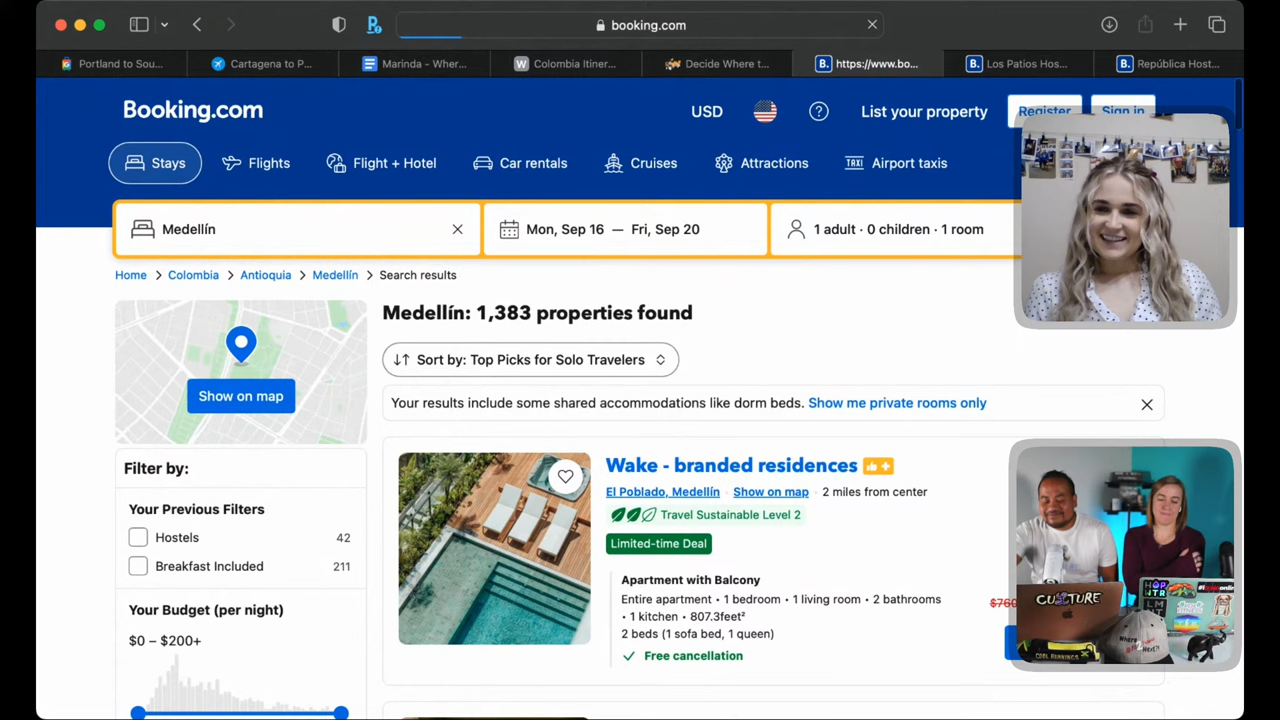 booking.com
Portland to Sou...
Cartagena to P...
Marinda - Wher...
Colombia Itiner...
Decide Where t...
https://www.bo...
Los Patios Hos...
República Host...
Booking.com
USD
List your property
Register
Sign in
Stays
Flights
Flight + Hotel
Car rentals
Cruises
Attractions
TAXI
Airport taxis
Medellín
Mon, Sep 16 — Fri, Sep 20
1 adult · 0 children · 1 room
Home > Colombia > Antioquia > Medellín > Search results
Show on map
Medellín: 1,383 properties found
Sort by: Top Picks for Solo Travelers
Your results include some shared accommodations like dorm beds. Show me private rooms only
Filter by:
Your Previous Filters
Hostels 42
Breakfast Included 211
Your Budget (per night)
$0 – $200+
Wake - branded residences
El Poblado, Medellín · Show on map · 2 miles from center
Travel Sustainable Level 2
Limited-time Deal
Apartment with Balcony
Entire apartment • 1 bedroom • 1 living room • 2 bathrooms
• 1 kitchen • 807.3feet²
2 beds (1 sofa bed, 1 queen)
Free cancellation
$760
CULTURE
HOP
COOL RUNNINGS